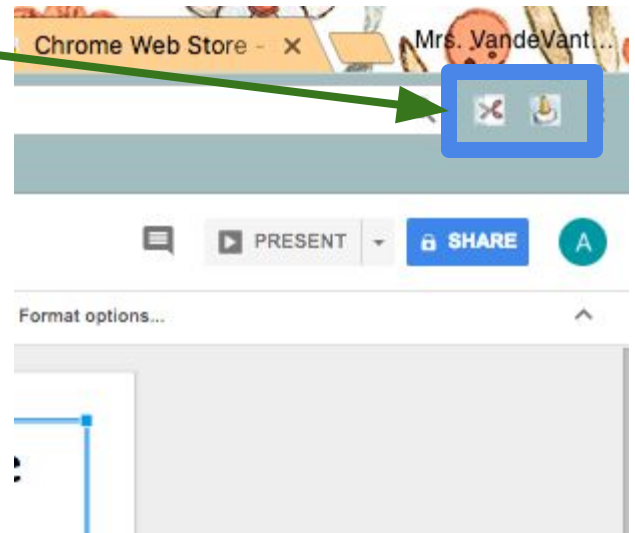 Chrome Web Store -
Mrs. VandeVant...
PRESENT
SHARE
A
Format options...